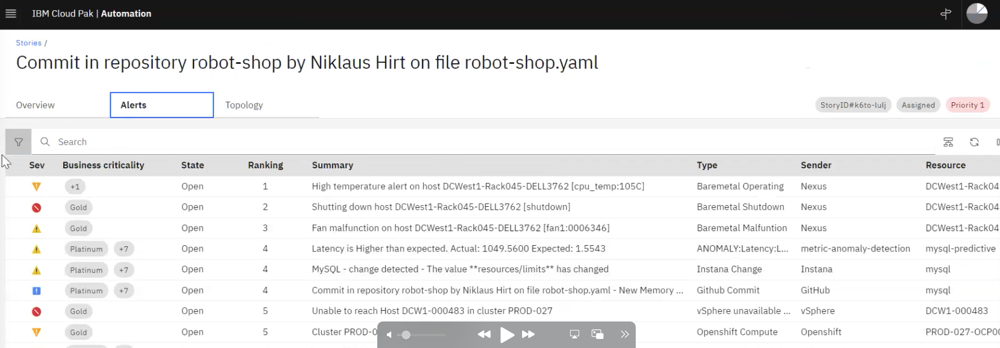 IBM Cloud Pak | Automation
Stories /
Commit in repository robot-shop by Niklaus Hirt on file robot-shop.yaml
Overview Alerts Topology StoryID#k6to-lulj Assigned Priority 1
Search
Sev Business criticality State Ranking Summary Type Sender Resource
+1 Open 1 High temperature alert on host DCWest1-Rack045-DELL3762 [cpu_temp:105C] Baremetal Operating Nexus DCWest1-Rack04
Gold Open 2 Shutting down host DCWest1-Rack045-DELL3762 [shutdown] Baremetal Shutdown Nexus DCWest1-Rack04
Gold Open 3 Fan malfunction on host DCWest1-Rack045-DELL3762 [fan1:0006346] Baremetal Malfuntion Nexus DCWest1-Rack04
Platinum +7 Open 4 Latency is Higher than expected. Actual: 1049.5600 Expected: 1.5543 ANOMALY:Latency:L... metric-anomaly-detection mysql-predictive
Platinum +7 Open 4 MySQL - change detected - The value **resources/limits** has changed Instana Change Instana mysql
Platinum +7 Open 4 Commit in repository robot-shop by Niklaus Hirt on file robot-shop.yaml - New Memory ... Github Commit GitHub mysql
Gold Open 5 Unable to reach Host DCW1-000483 in cluster PROD-027 vSphere unavailable ... vSphere DCW1-000483
Gold Open 5 Cluster PROD-0 Openshift Compute Openshift PROD-027-OCP00